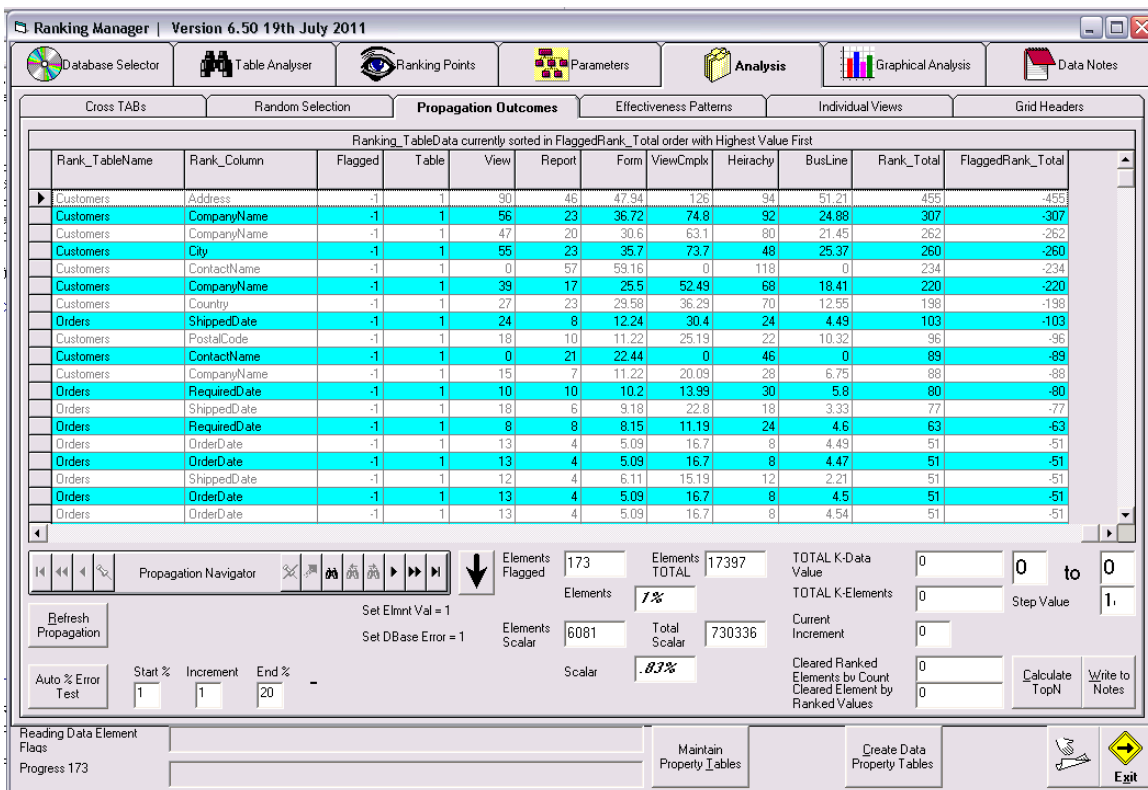 Ranking Manager | Version 6.50 19th July 2011
Database Selector Table Analyser Ranking Points Parameters Analysis Graphical Analysis Data Notes
Cross TABs Random Selection Propagation Outcomes Effectiveness Patterns Individual Views Grid Headers
Ranking_TableData currently sorted in FlaggedRank_Total order with Highest Value First
Rank_TableName Rank_Column Flagged Table View Report Form ViewCmplx Heirachy BusLine Rank_Total FlaggedRank_Total
Customers Address -1 1 90 46 47.94 126 94 51.21 455 -455
Customers CompanyName -1 1 56 23 36.72 74.8 92 24.88 307 -307
Customers CompanyName -1 1 47 20 30.6 63.1 80 21.45 262 -262
Customers City -1 1 55 23 35.7 73.7 48 25.37 260 -260
Customers ContactName -1 1 0 57 59.16 0 118 0 234 -234
Customers CompanyName -1 1 39 17 25.5 52.49 68 18.41 220 -220
Customers Country -1 1 27 23 29.58 36.29 70 12.55 198 -198
Orders ShippedDate -1 1 24 8 12.24 30.4 24 4.49 103 -103
Customers PostalCode -1 1 18 10 11.22 25.19 22 10.32 96 -96
Customers ContactName -1 1 0 21 22.44 0 46 0 89 -89
Customers CompanyName -1 1 15 7 11.22 20.09 28 6.75 88 -88
Orders RequiredDate -1 1 10 10 10.2 13.99 30 5.8 80 -80
Orders ShippedDate -1 1 18 6 9.18 22.8 18 3.33 77 -77
Orders RequiredDate -1 1 8 8 8.15 11.19 24 4.6 63 -63
Orders OrderDate -1 1 13 4 5.09 16.7 8 4.49 51 -51
Orders OrderDate -1 1 13 4 5.09 16.7 8 4.47 51 -51
Orders ShippedDate -1 1 12 4 6.11 15.19 12 2.21 51 -51
Orders OrderDate -1 1 13 4 5.09 16.7 8 4.5 51 -51
Orders OrderDate -1 1 13 4 5.09 16.7 8 4.54 51 -51
Propagation Navigator
Refresh Propagation
Set Elmnt Val = 1
Set DBase Error = 1
Auto % Error Test
Start % Increment End %
1 1 20 -
Elements Flagged 173 Elements TOTAL 17397
Elements 1%
Elements Scalar 6081 Total Scalar 730336
Scalar .83%
TOTAL K-Data Value 0
TOTAL K-Elements 0
Current Increment 0
Cleared Ranked Elements by Count 0
Cleared Element by Ranked Values 0
0 to 0
Step Value 1
Calculate TopN
Write to Notes
Reading Data Element Flags
Progress 173
Maintain Property Tables
Create Data Property Tables
Exit